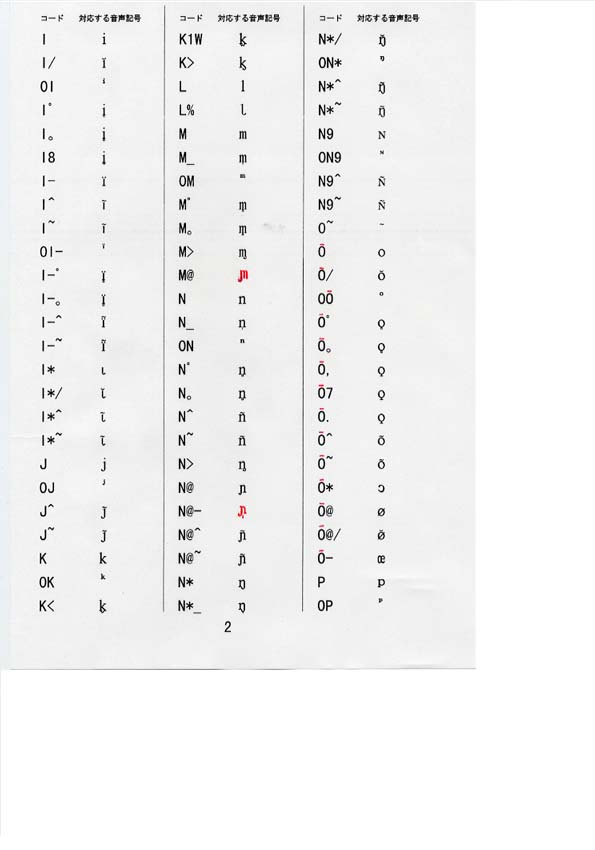 コード 対応する音声記号
I i
I/ ĭ
OI ⁱ
I° i̥
I。 i̥
I8
I- ï
I^ ĩ
I~ ĩ
OI-
I-°
I-。
I-^
I-~
I* ɩ
I*/ ɩ̆
I*^ ɩ̃
I*~ ɩ̃
J j
OJ ʲ
J^ j̃
J~ j̃
K k
OK ᵏ
K<
コード 対応する音声記号
K1W
K>
L l
L% ɩ
M m
M_ m̩
OM ᵐ
M° m̥
M。 m̥
M>
M@
N n
N_ n̩
ON ⁿ
N° n̥
N。 n̥
N^ ñ
N~ ñ
N>
N@ ɲ
N@-
N@^ ɲ̃
N@~ ɲ̃
N* ŋ
N*_ ŋ̩
コード 対応する音声記号
N*/ ŋ̆
ON* ᵑ
N*^ ŋ̃
N*~ ŋ̃
N9 ɴ
ON9 ᶰ
N9^ ɴ̃
N9~ ɴ̃
O~ ~
Ō o
Ō/ ŏ
OŌ ᵒ
Ō°
Ō。
Ō,
Ō7
Ō.
Ō^ õ
Ō~ õ
Ō* ɔ
Ō@ ø
Ō@/ ø̆
Ō- œ
P p
OP ᵖ
2